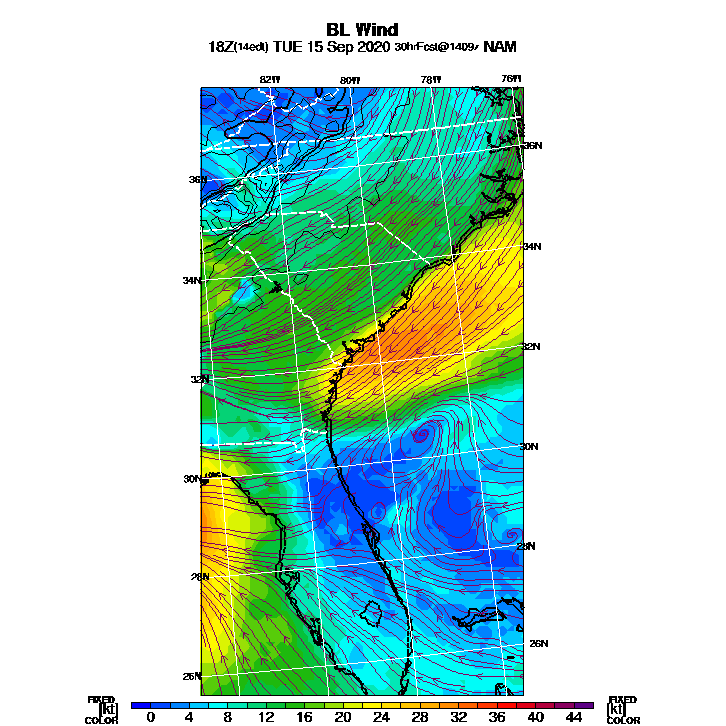 BL Wind
18Z(14edt) TUE 15 Sep 2020 30hrFcst@1409z NAM
82W 80W 78W 76W
36N
36N
34N
34N
32N
32N
30N
30N
28N
28N
26N
26N
FIXED FIXED
[kt] 0 4 8 12 16 20 24 28 32 36 40 44 [kt]
COLOR COLOR